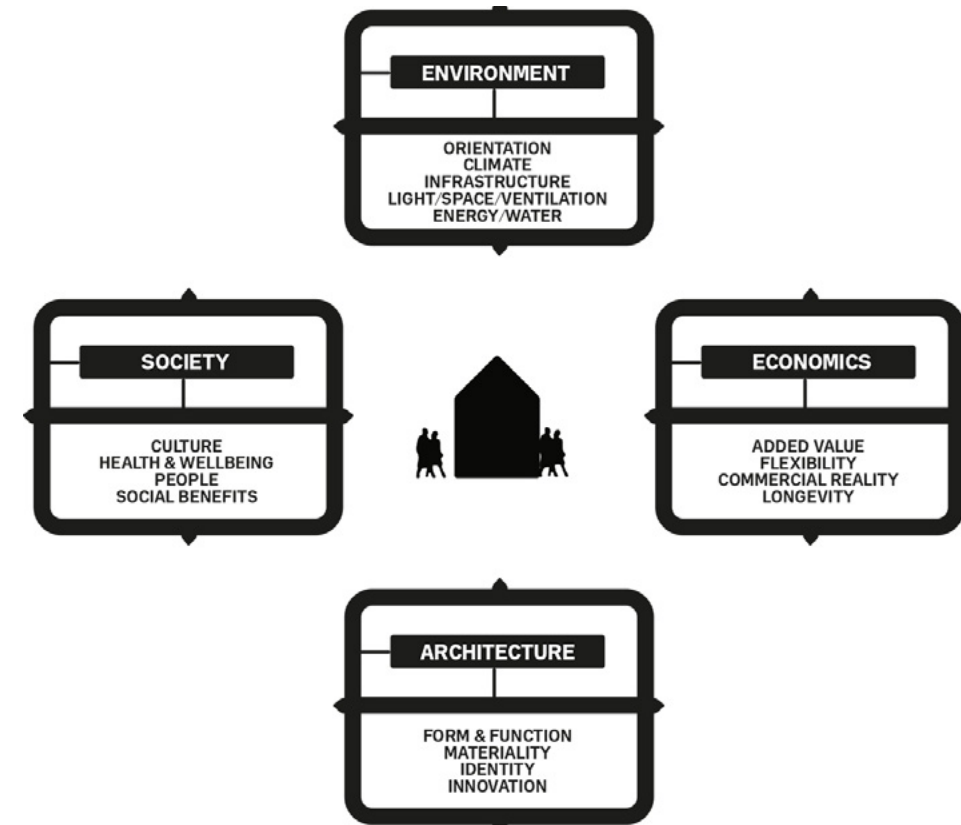 ENVIRONMENT
ORIENTATION
CLIMATE
INFRASTRUCTURE
LIGHT/SPACE/VENTILATION
ENERGY/WATER
SOCIETY
CULTURE
HEALTH & WELLBEING
PEOPLE
SOCIAL BENEFITS
ECONOMICS
ADDED VALUE
FLEXIBILITY
COMMERCIAL REALITY
LONGEVITY
ARCHITECTURE
FORM & FUNCTION
MATERIALITY
IDENTITY
INNOVATION